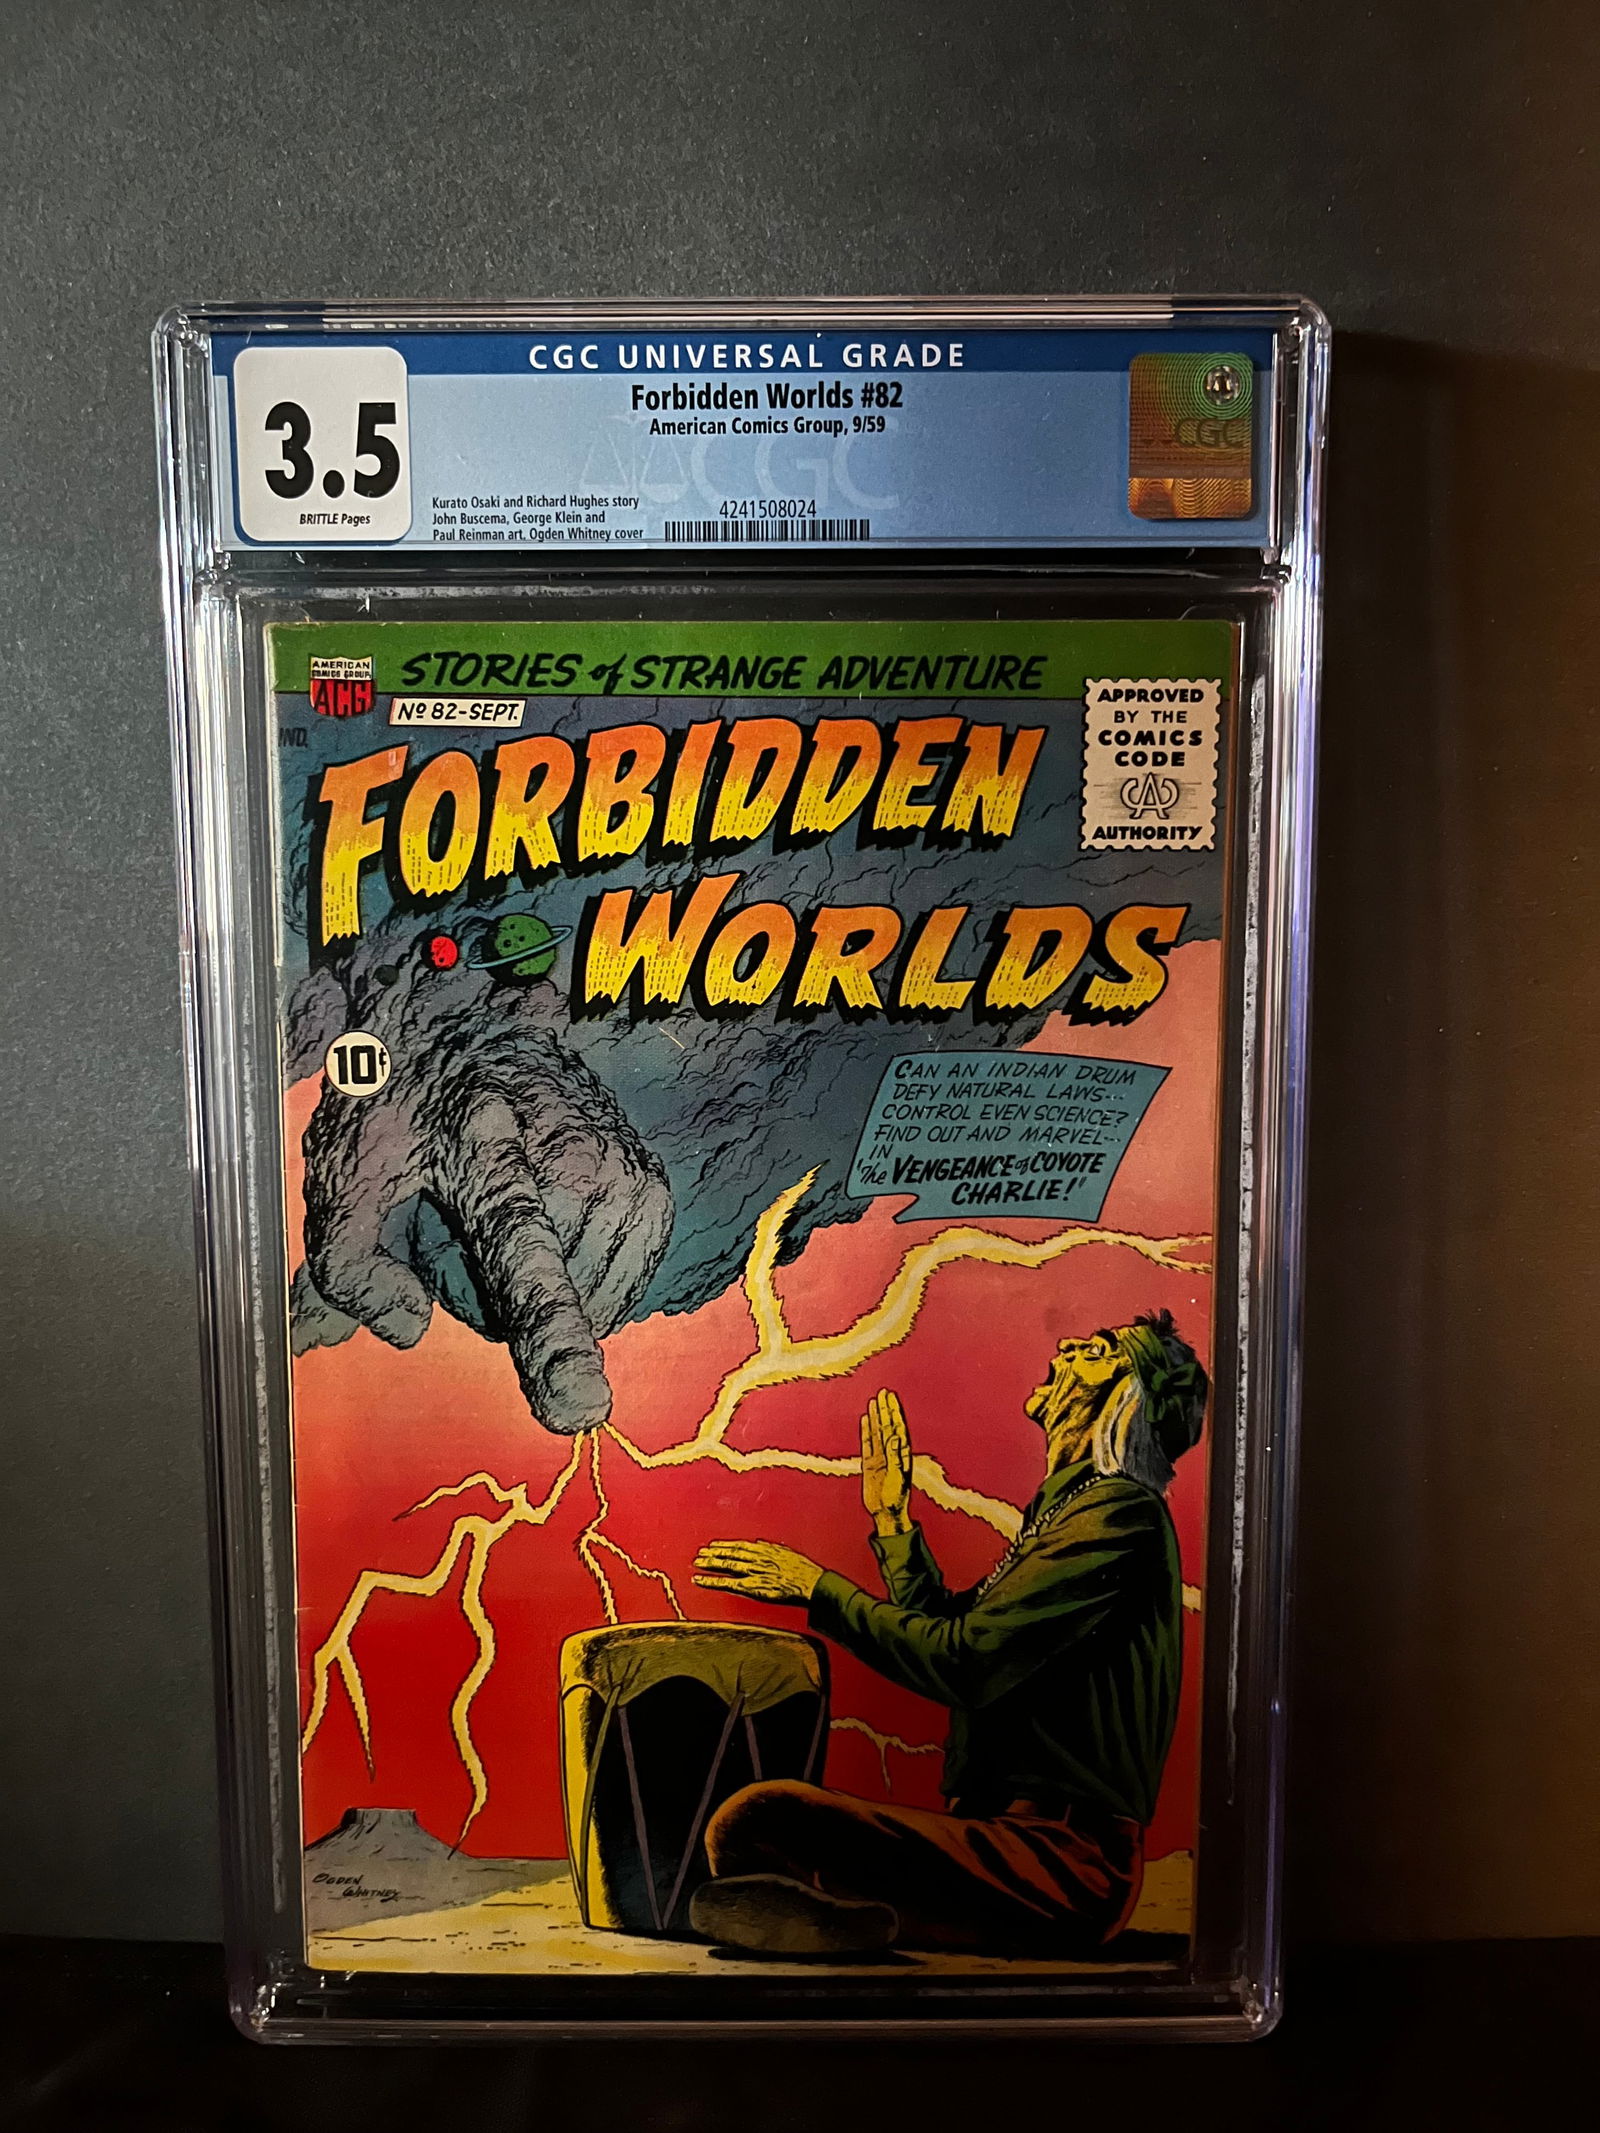 CGC UNIVERSAL GRADE
3.5
BRITTLE Pages
Forbidden Worlds #82
American Comics Group, 9/59
Kurato Osaki and Richard Hughes story
John Buscema, George Klein and
Paul Reinman art, Ogden Whitney cover
4241508024
CGC
CGC
AMERICAN
COMICS GROUP
ACG
STORIES of STRANGE ADVENTURE
No 82-SEPT.
IND.
APPROVED
BY THE
COMICS
CODE
CA
AUTHORITY
FORBIDDEN
WORLDS
10¢
CAN AN INDIAN DRUM
DEFY NATURAL LAWS---
CONTROL EVEN SCIENCE?
FIND OUT AND MARVEL---
IN
"The VENGEANCE of COYOTE
CHARLIE!"
OGDEN
WHITNEY